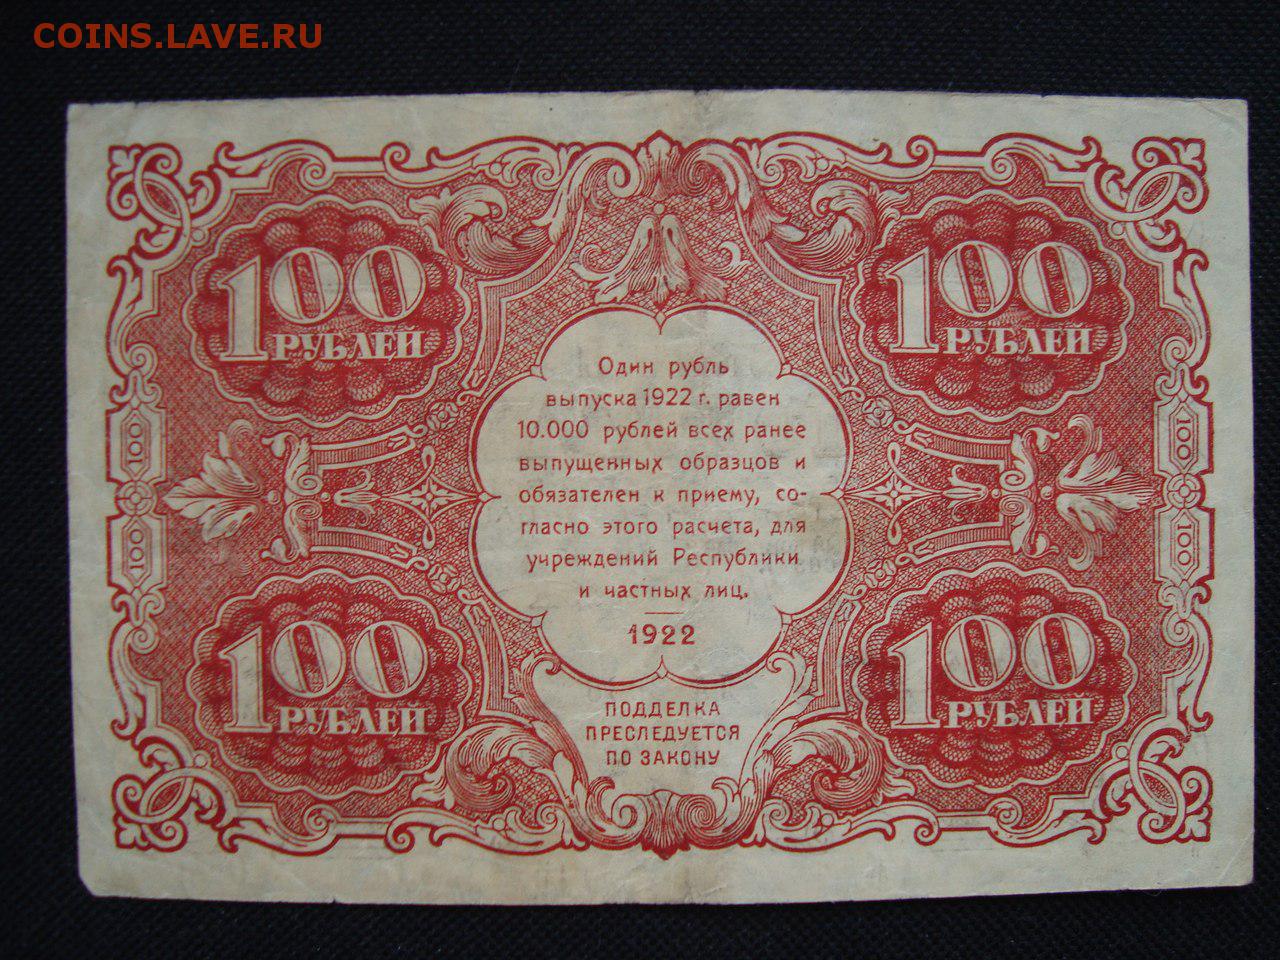 COINS.LAVE.RU
100
РУБЛЕЙ
100
РУБЛЕЙ
Один рубль
выпуска 1922 г. равен
10.000 рублей всех ранее
выпущенных образцов и
обязателен к приему, со-
гласно этого расчета, для
учреждений Республики
и частных лиц.
1922
100
100
100
100
100
РУБЛЕЙ
100
РУБЛЕЙ
ПОДДЕЛКА
ПРЕСЛЕДУЕТСЯ
ПО ЗАКОНУ